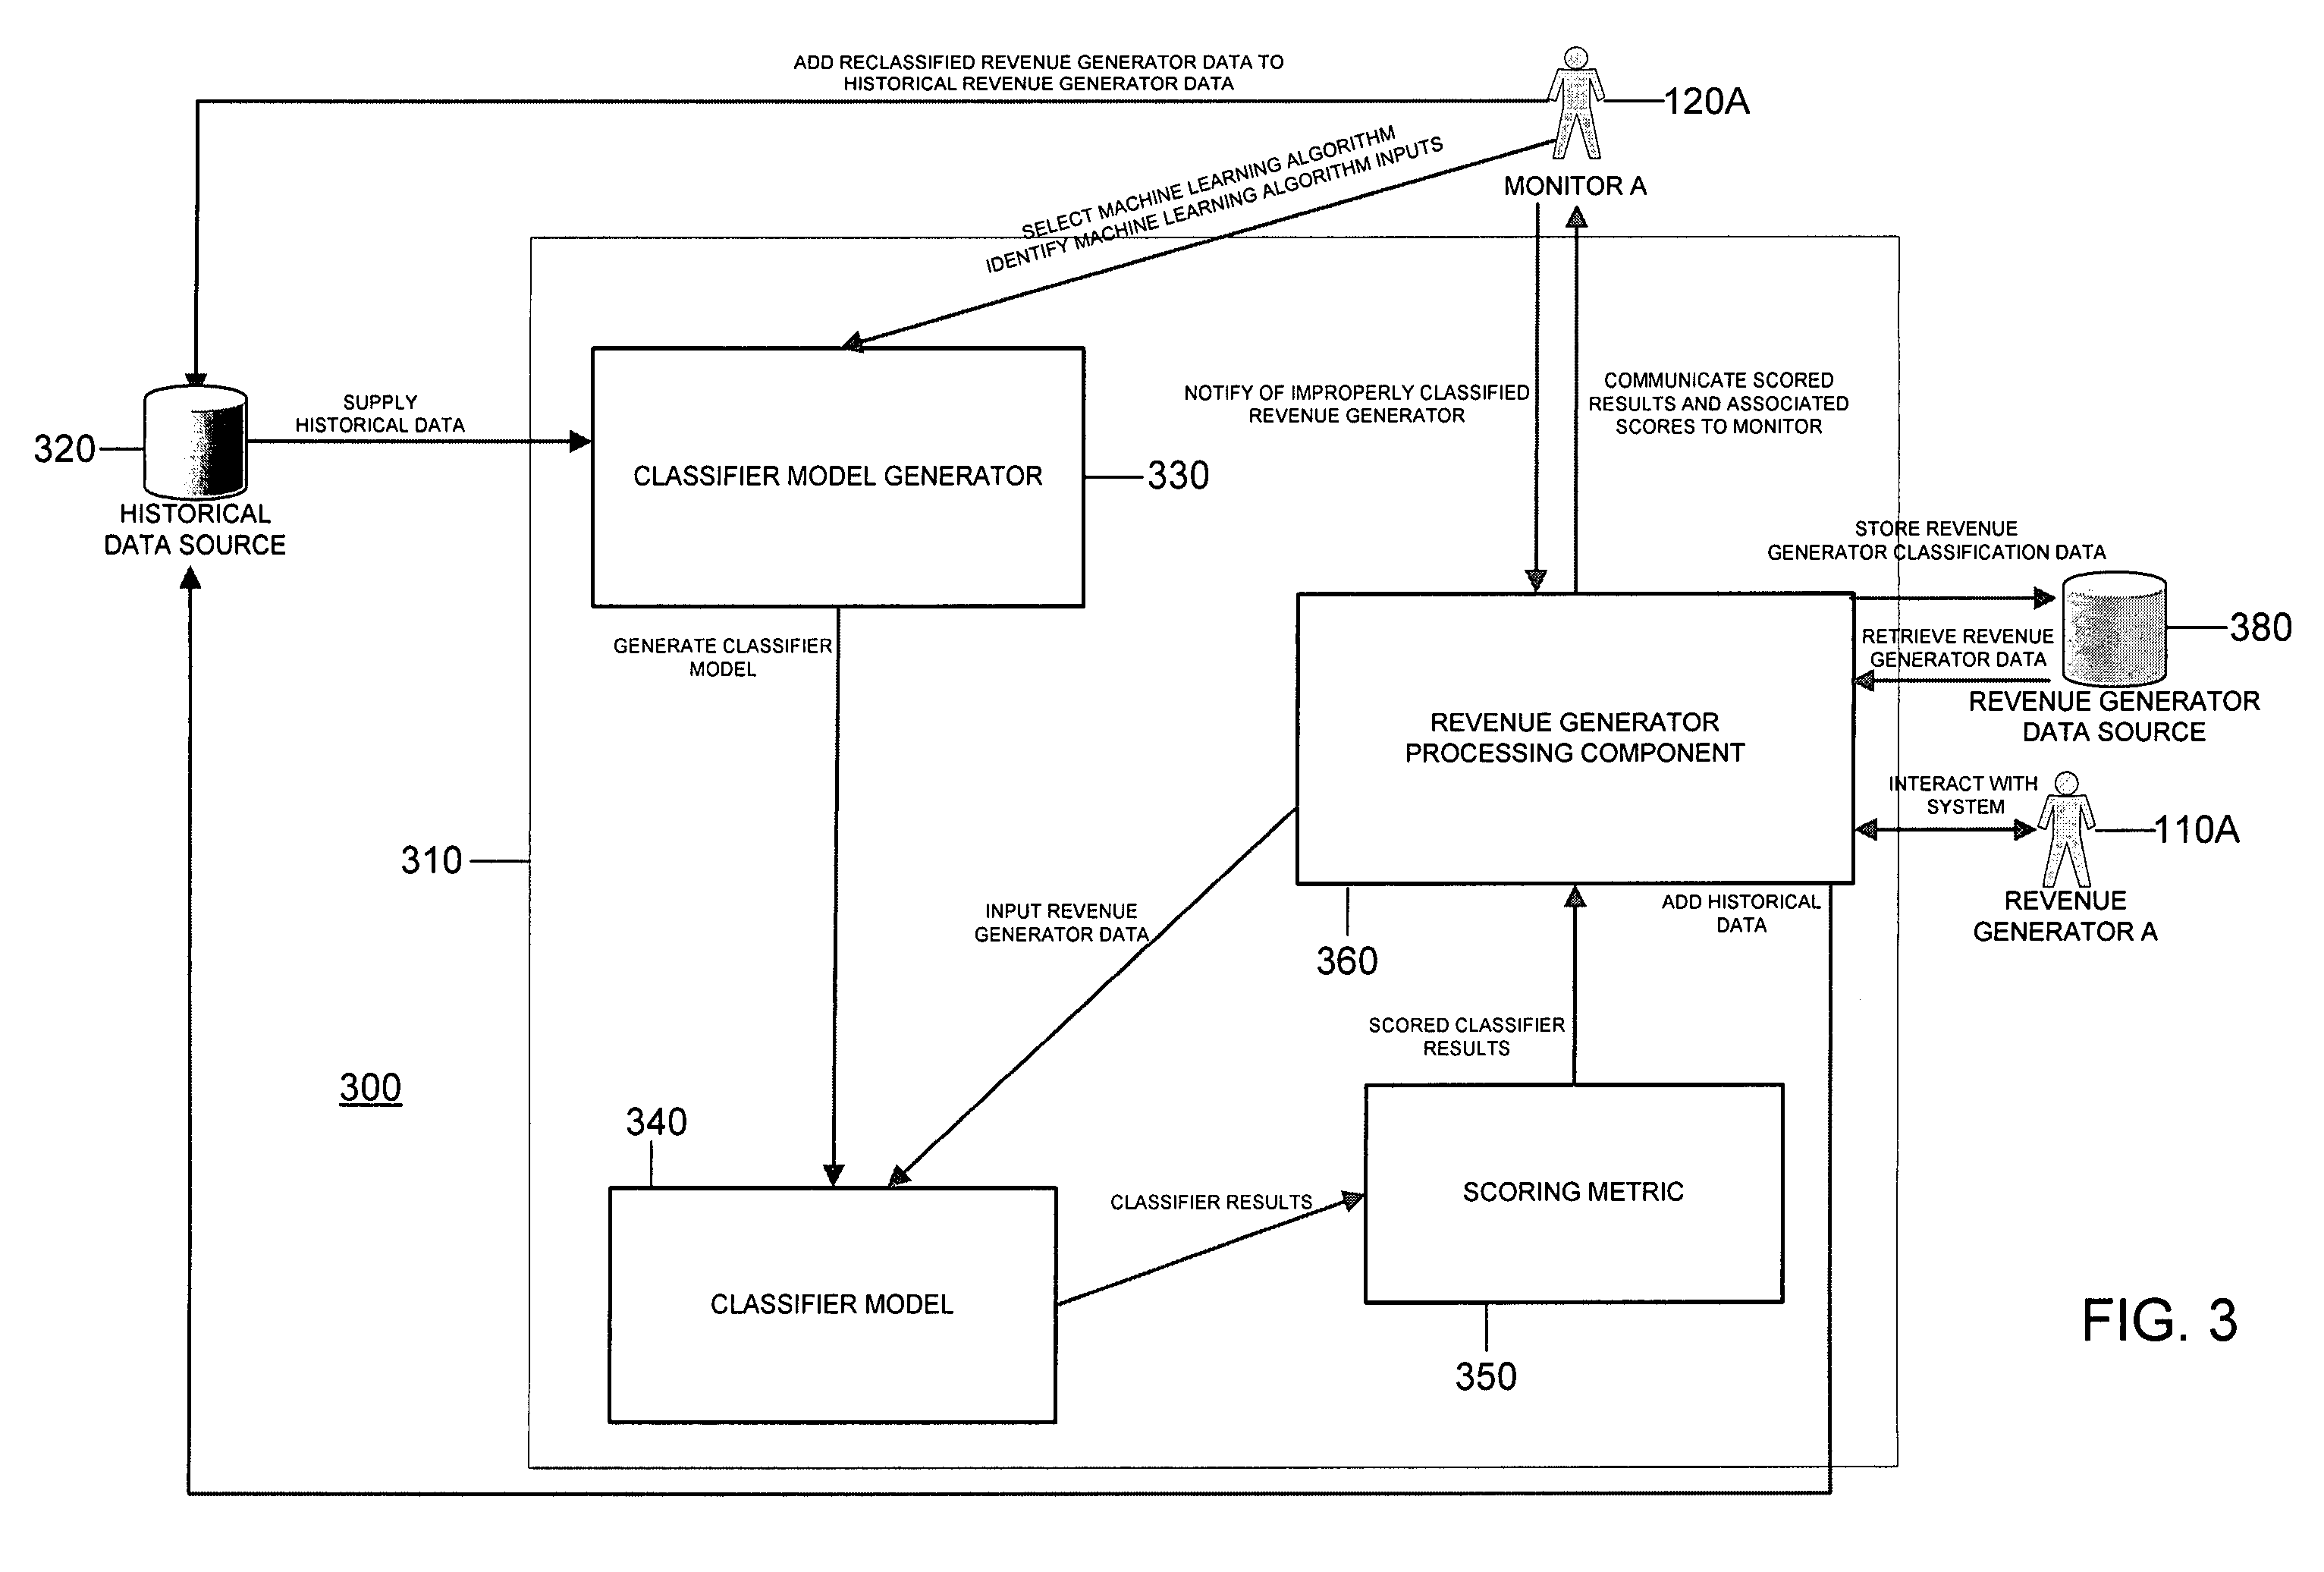 ADD RECLASSIFIED REVENUE GENERATOR DATA TO
HISTORICAL REVENUE GENERATOR DATA
120A
MONITOR A
SELECT MACHINE LEARNING ALGORITHM
IDENTIFY MACHINE LEARNING ALGORITHM INPUTS
SUPPLY
HISTORICAL DATA
320
HISTORICAL
DATA SOURCE
CLASSIFIER MODEL GENERATOR
330
NOTIFY OF IMPROPERLY CLASSIFIED
REVENUE GENERATOR
COMMUNICATE SCORED
RESULTS AND ASSOCIATED
SCORES TO MONITOR
STORE REVENUE
GENERATOR CLASSIFICATION DATA
380
RETRIEVE REVENUE
GENERATOR DATA
REVENUE GENERATOR
DATA SOURCE
GENERATE CLASSIFIER
MODEL
REVENUE GENERATOR
PROCESSING COMPONENT
INTERACT WITH
SYSTEM
110A
REVENUE
GENERATOR A
310
INPUT REVENUE
GENERATOR DATA
360
ADD HISTORICAL
DATA
SCORED CLASSIFIER
RESULTS
300
340
CLASSIFIER MODEL
CLASSIFIER RESULTS
SCORING METRIC
350
FIG. 3